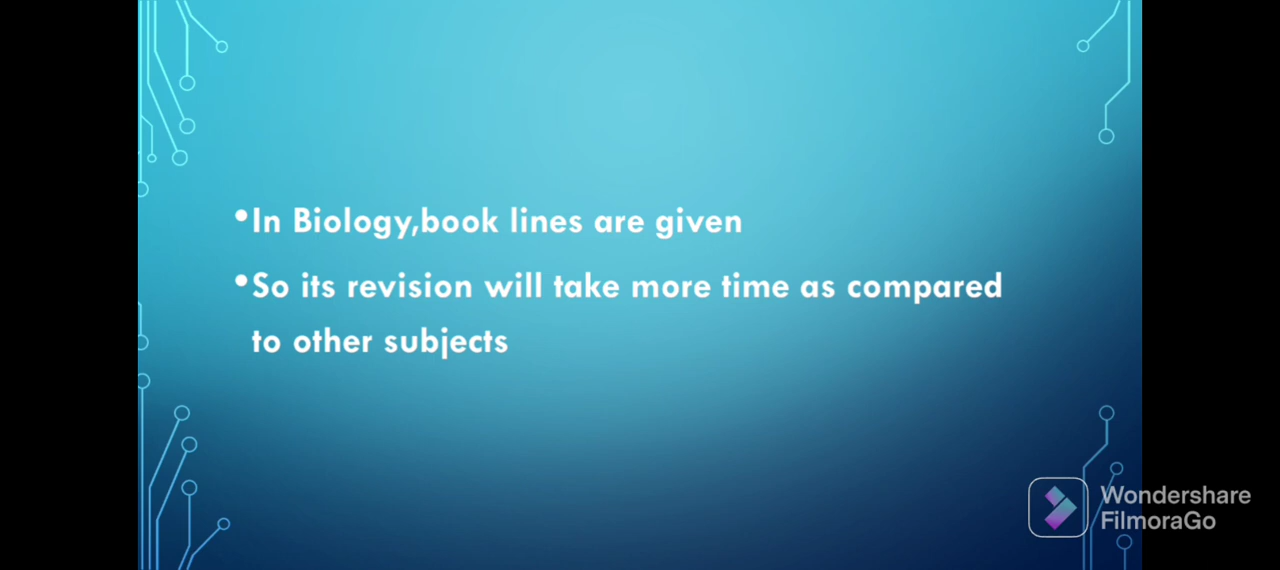 •In Biology,book lines are given
•So its revision will take more time as compared
to other subjects
Wondershare
FilmoraGo